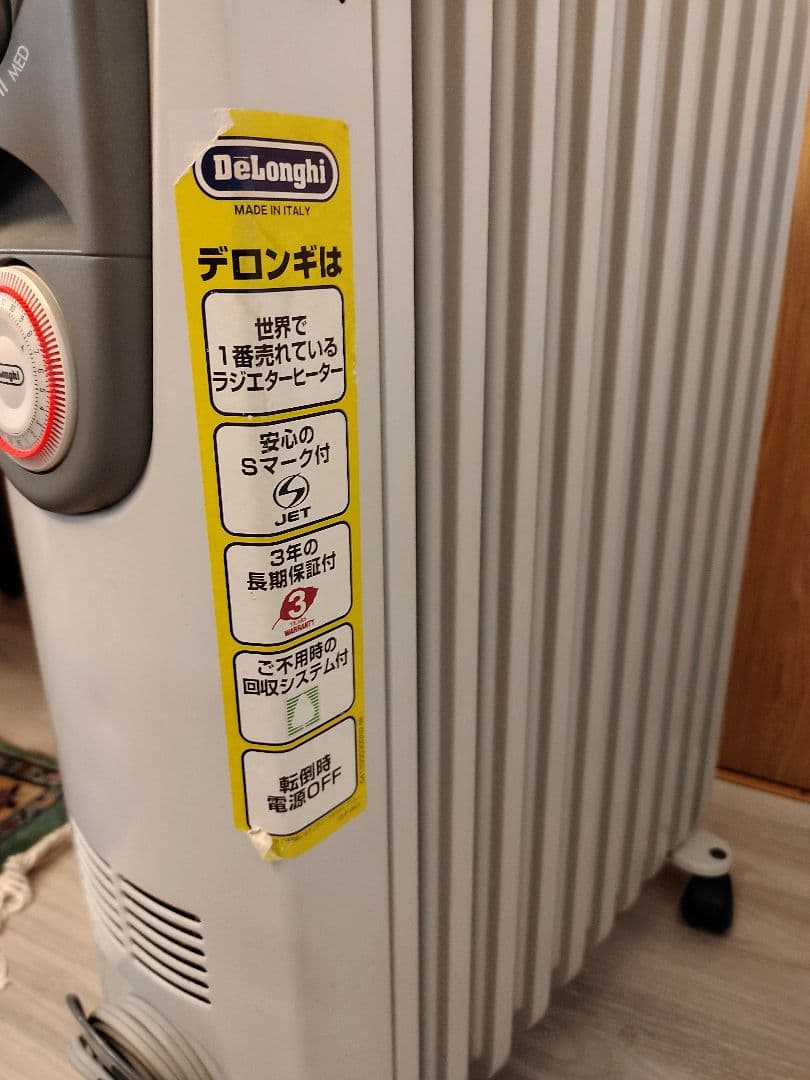 MED
DeLonghi
MADE IN ITALY
デロンギは
世界で
1番売れている
ラジエターヒーター
安心の
Sマーク付
JET
3年の
長期保証付
3
YEARS
WARRANTY
ご不用時の
回収システム付
転倒時
電源OFF